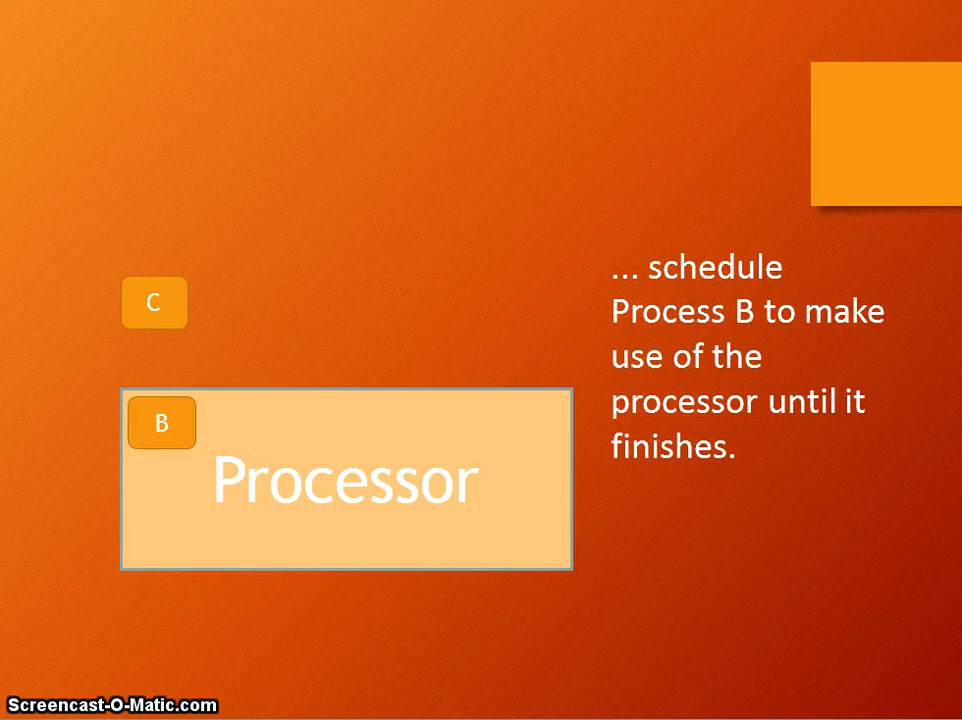 ... schedule
Process B to make
use of the
processor until it
finishes.
C
B
Processor
Screencast-O-Matic.com